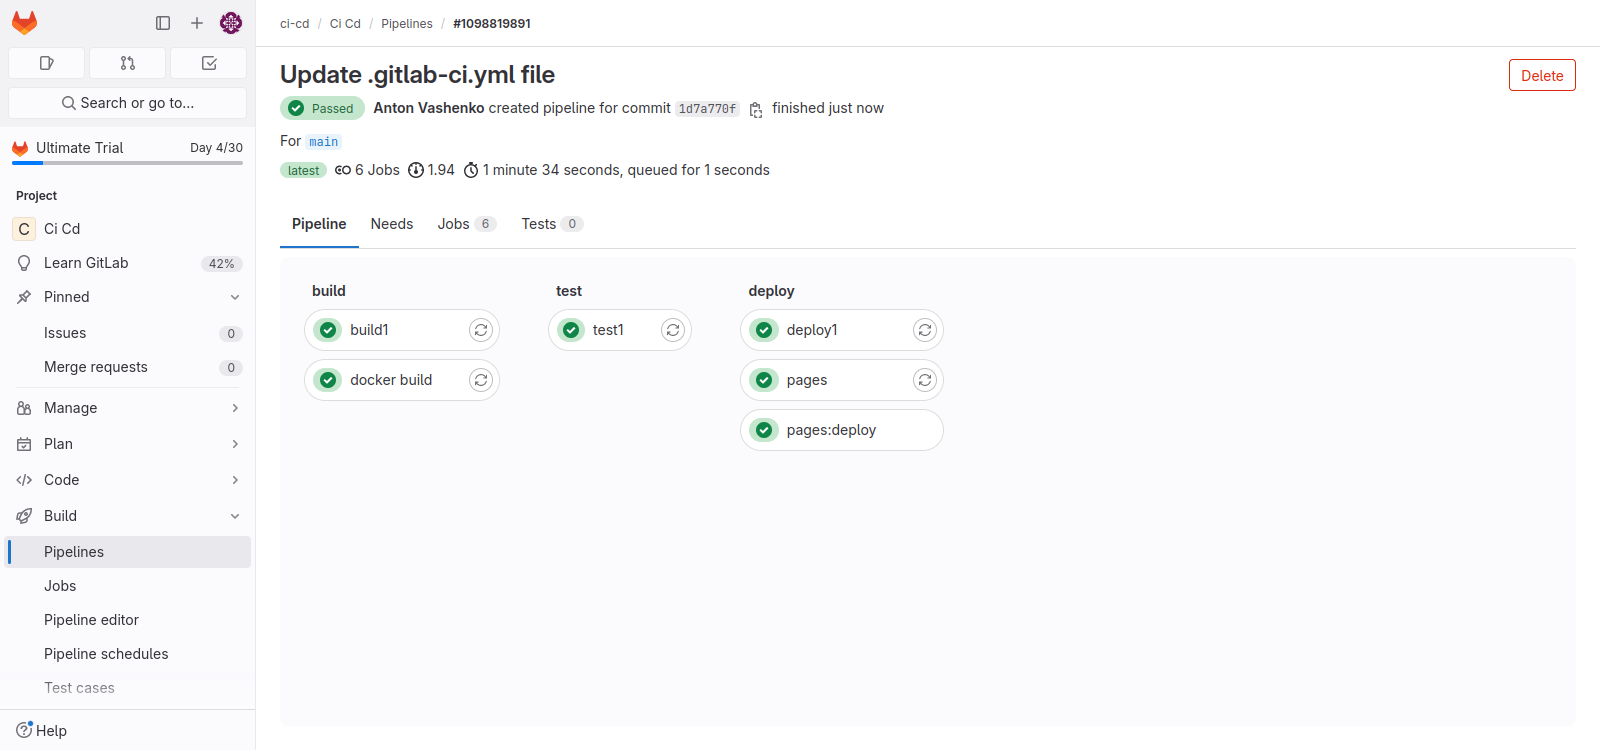 ci-cd / Ci Cd / Pipelines / #1098819891
Search or go to...
Ultimate Trial Day 4/30
Project
C Ci Cd
Learn GitLab 42%
Pinned
Issues 0
Merge requests 0
Manage
Plan
Code
Build
Pipelines
Jobs
Pipeline editor
Pipeline schedules
Test cases
Help
Update .gitlab-ci.yml file
Delete
Passed Anton Vashenko created pipeline for commit 1d7a770f finished just now
For main
latest 6 Jobs 1.94 1 minute 34 seconds, queued for 1 seconds
Pipeline Needs Jobs 6 Tests 0
build
build1
docker build
test
test1
deploy
deploy1
pages
pages:deploy